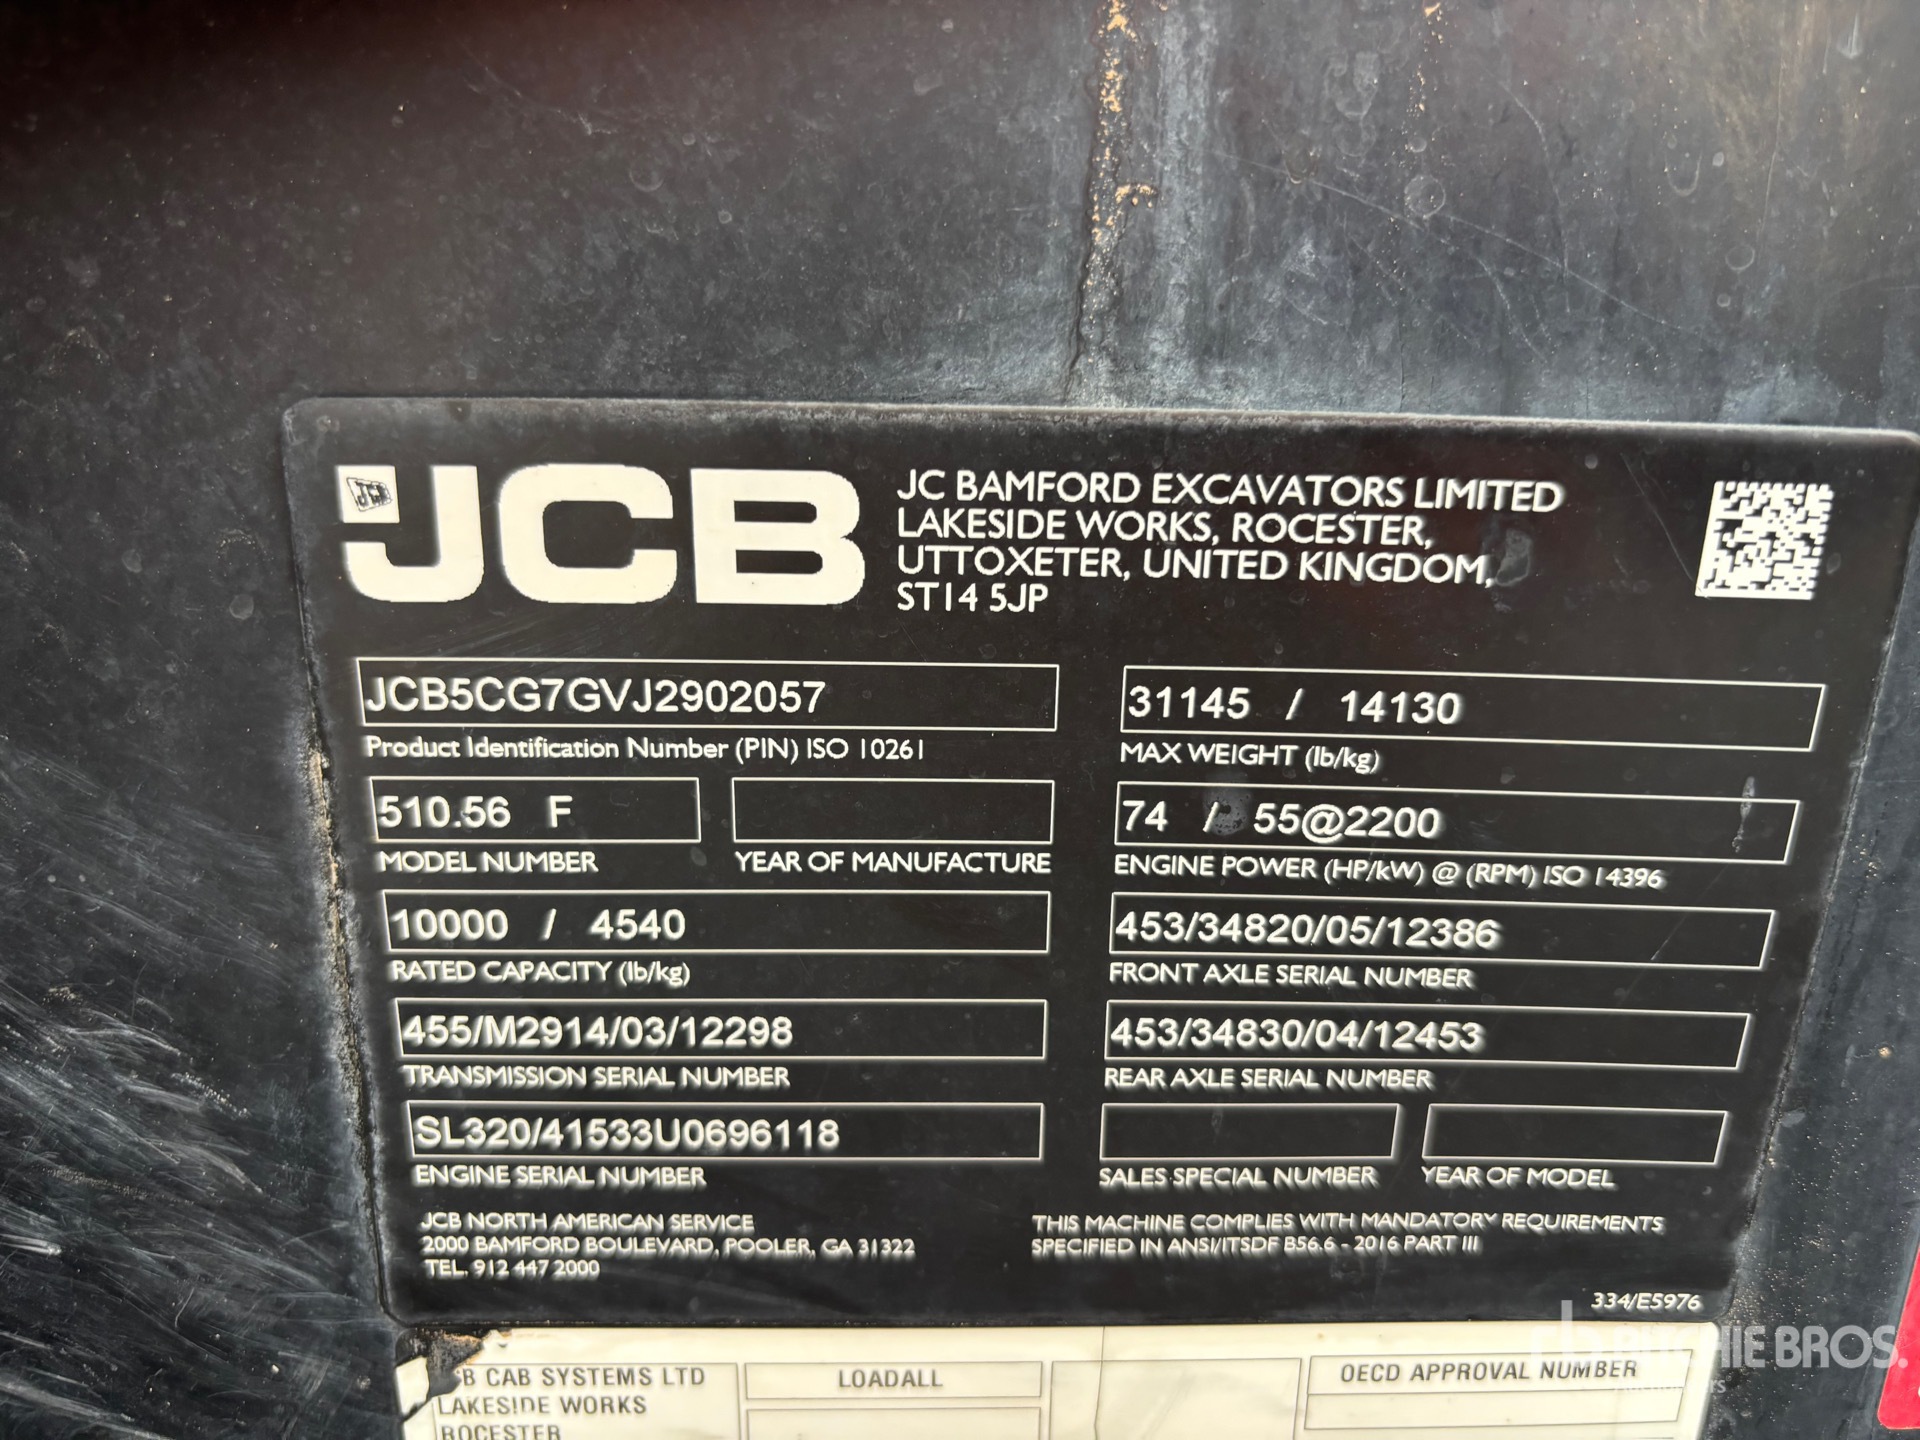 JCB
JC BAMFORD EXCAVATORS LIMITED
LAKESIDE WORKS, ROCESTER,
UTTOXETER, UNITED KINGDOM,
ST14 5JP
JCB5CG7GVJ2902057
Product Identification Number (PIN) ISO 10261
510.56 F
MODEL NUMBER
YEAR OF MANUFACTURE
10000 / 4540
RATED CAPACITY (lb/kg)
455/M2914/03/12298
TRANSMISSION SERIAL NUMBER
SL320/41533U0696118
ENGINE SERIAL NUMBER
31145 / 14130
MAX WEIGHT (lb/kg)
74 / 55@2200
ENGINE POWER (HP/kW) @ (RPM) ISO 14396
453/34820/05/12386
FRONT AXLE SERIAL NUMBER
453/34830/04/12453
REAR AXLE SERIAL NUMBER
SALES SPECIAL NUMBER
YEAR OF MODEL
JCB NORTH AMERICAN SERVICE
2000 BAMFORD BOULEVARD, POOLER, GA 31322
TEL. 912 447 2000
THIS MACHINE COMPLIES WITH MANDATORY REQUIREMENTS
SPECIFIED IN ANSI/ITSDF B56.6 - 2016 PART III
334/E5976
CAB SYSTEMS LTD
LAKESIDE WORKS
ROCESTER
LOADALL
OECD APPROVAL NUMBER
rb RITCHIE BROS.